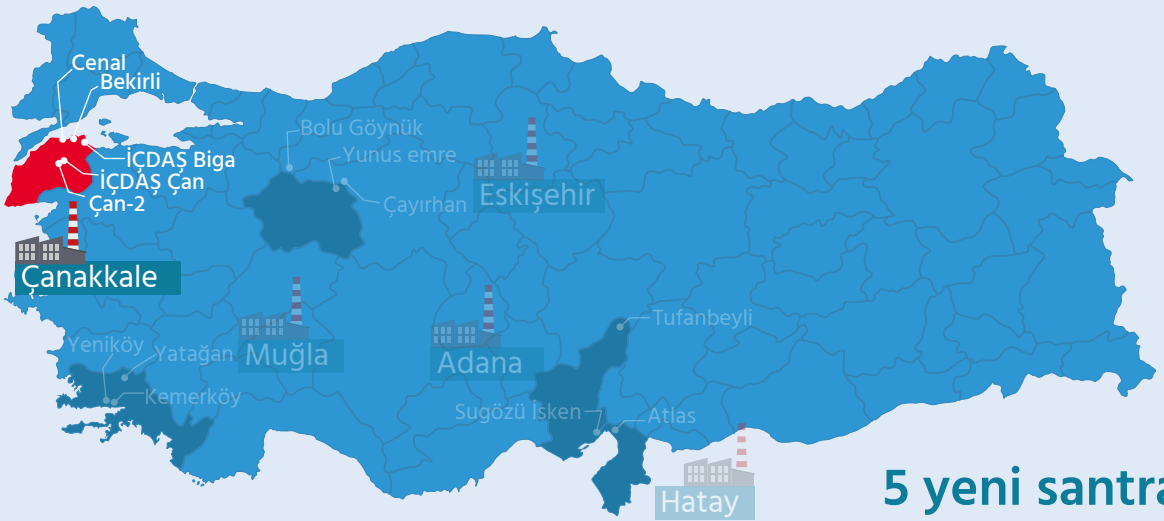 Cenal
Bekirli
İÇDAŞ Biga
İÇDAŞ Çan
Çan-2
Çanakkale
Bolu Göynük
Yunus emre
Çayırhan
Eskişehir
Yeniköy
Yatağan
Kemerköy
Muğla
Adana
Tufanbeyli
Sugözü İsken
Atlas
Hatay
5 yeni santra